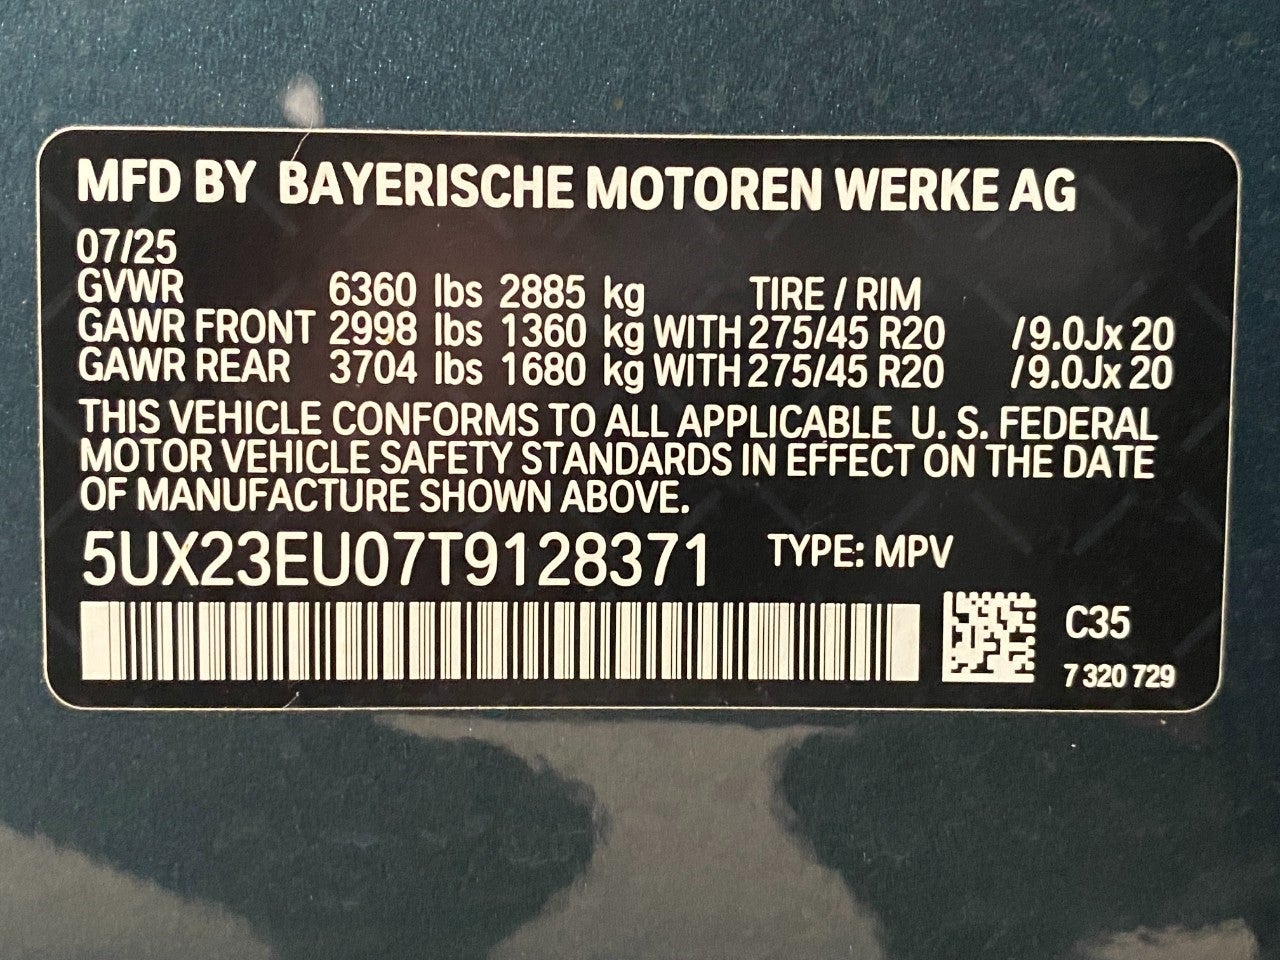 MFD BY BAYERISCHE MOTOREN WERKE AG
07/25
GVWR 6360 lbs 2885 kg TIRE / RIM
GAWR FRONT 2998 lbs 1360 kg WITH 275/45 R20 /9.0Jx 20
GAWR REAR 3704 lbs 1680 kg WITH 275/45 R20 /9.0Jx 20
THIS VEHICLE CONFORMS TO ALL APPLICABLE U. S. FEDERAL
MOTOR VEHICLE SAFETY STANDARDS IN EFFECT ON THE DATE
OF MANUFACTURE SHOWN ABOVE.
5UX23EU07T9128371 TYPE: MPV
C35
7 320 729